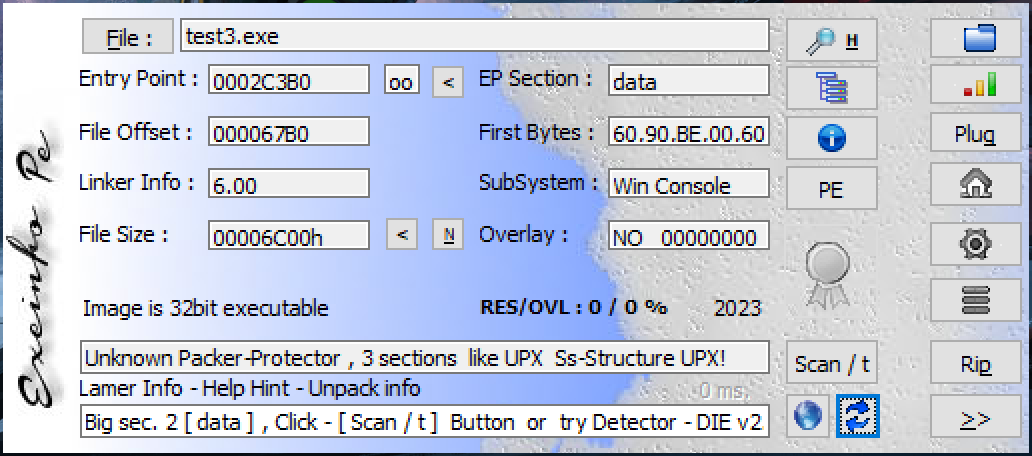 File : test3.exe H
Entry Point : 0002C3B0 oo < EP Section : data
File Offset : 000067B0 First Bytes : 60.90.BE.00.60 Plug
Linker Info : 6.00 SubSystem : Win Console PE
File Size : 00006C00h < N Overlay : NO 00000000
Image is 32bit executable RES/OVL : 0 / 0 % 2023
Unknown Packer-Protector , 3 sections like UPX Ss-Structure UPX! Scan / t Rip
Lamer Info - Help Hint - Unpack info 0 ms.
Big sec. 2 [ data ] , Click - [ Scan / t ] Button or try Detector - DIE v2 >>
Exeinfo Pe